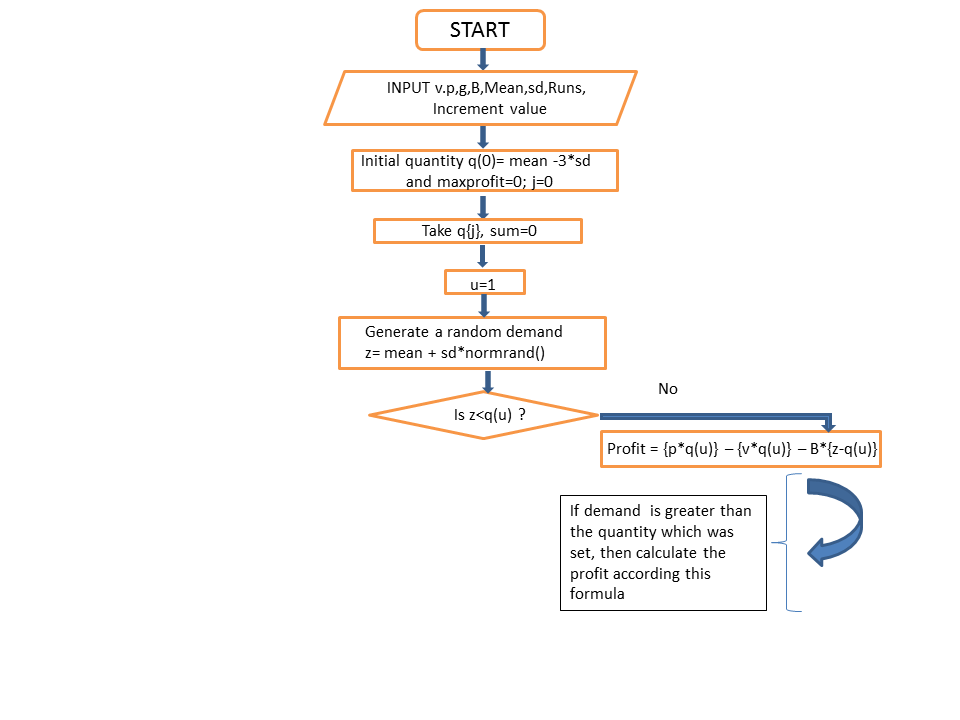 START
INPUT v.p,g,B,Mean,sd,Runs,
Increment value
Initial quantity q(0)= mean -3*sd
and maxprofit=0; j=0
Take q{j}, sum=0
u=1
Generate a random demand
z= mean + sd*normrand()
Is z<q(u) ?
No
Profit = {p*q(u)} – {v*q(u)} – B*{z-q(u)}
If demand is greater than
the quantity which was
set, then calculate the
profit according this
formula